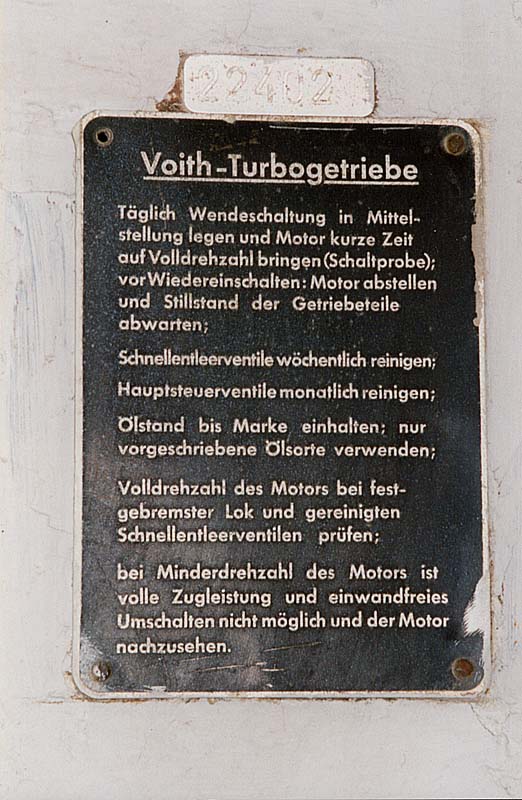 22402
Voith-Turbogetriebe
Täglich Wendeschaltung in Mittel-
stellung legen und Motor kurze Zeit
auf Volldrehzahl bringen (Schaltprobe);
vor Wiedereinschalten: Motor abstellen
und Stillstand der Getriebeteile
abwarten;
Schnellentleerventile wöchentlich reinigen;
Hauptsteuerventile monatlich reinigen;
Ölstand bis Marke einhalten; nur
vorgeschriebene Ölsorte verwenden;
Volldrehzahl des Motors bei fest-
gebremster Lok und gereinigten
Schnellentleerventilen prüfen;
bei Minderdrehzahl des Motors ist
volle Zugleistung und einwandfreies
Umschalten nicht möglich und der Motor
nachzusehen.